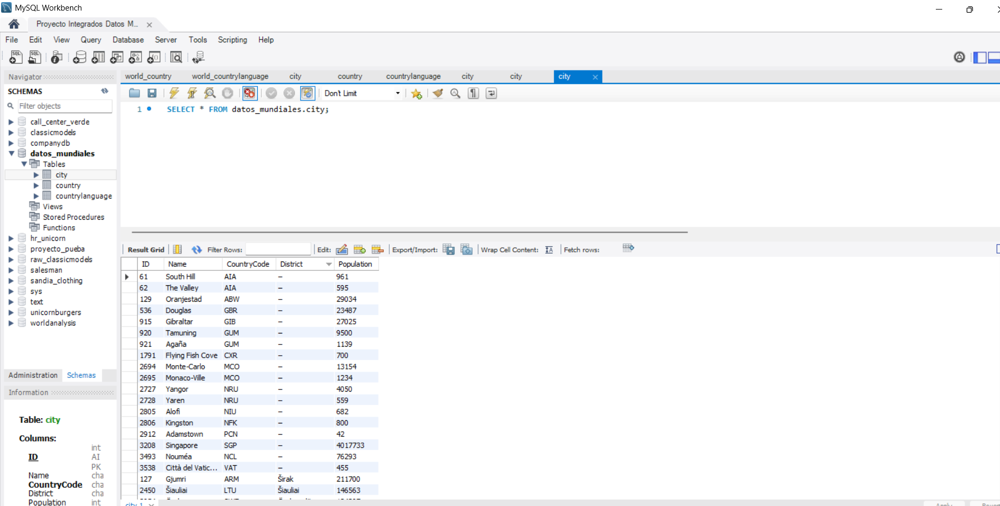 MySQL Workbench
Proyecto Integrados Datos M...
File Edit View Query Database Server Tools Scripting Help
Navigator
SCHEMAS
Filter objects
call_center_verde
classicmodels
companydb
datos_mundiales
Tables
city
country
countrylanguage
Views
Stored Procedures
Functions
hr_unicorn
proyecto_pueba
raw_classicmodels
salesman
sandia_clothing
sys
text
unicornburgers
worldanalysis
Administration Schemas
Information
Table: city
Columns:
ID int AI PK
Name cha
CountryCode cha
District cha
Population int
world_country world_countrylanguage city country countrylanguage city city city
Don't Limit
1 SELECT * FROM datos_mundiales.city;
Result Grid Filter Rows: Edit: Export/Import: Wrap Cell Content: Fetch rows:
ID Name CountryCode District Population
61 South Hill AIA – 961
62 The Valley AIA – 595
129 Oranjestad ABW – 29034
536 Douglas GBR – 23487
915 Gibraltar GIB – 27025
920 Tamuning GUM – 9500
921 Agaña GUM – 1139
1791 Flying Fish Cove CXR – 700
2694 Monte-Carlo MCO – 13154
2695 Monaco-Ville MCO – 1234
2727 Yangor NRU – 4050
2728 Yaren NRU – 559
2805 Alofi NIU – 682
2806 Kingston NFK – 800
2912 Adamstown PCN – 42
3208 Singapore SGP – 4017733
3493 Nouméa NCL – 76293
3538 Città del Vatic... VAT – 455
127 Gjumri ARM Širak 211700
2450 Šiauliai LTU Šiauliai 146563
city 1